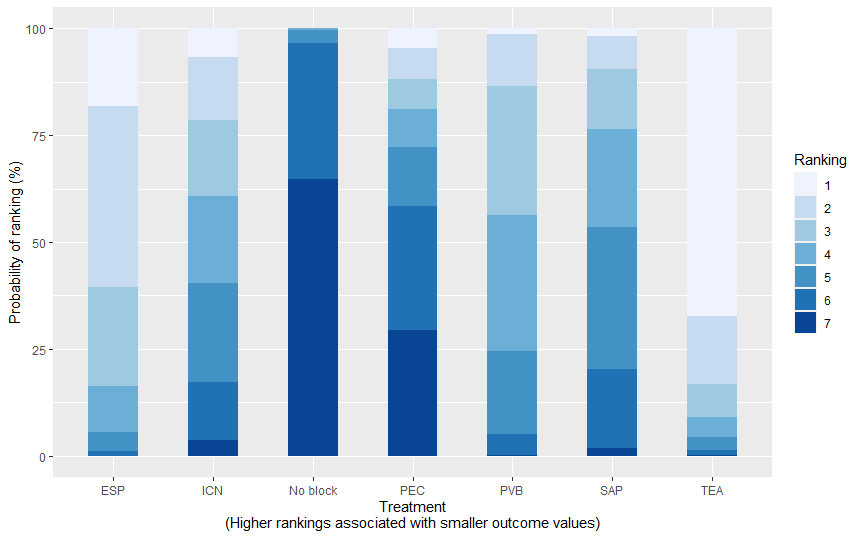 Probability of ranking (%)
100
75
50
25
0
ESP ICN No block PEC PVB SAP TEA
Treatment
(Higher rankings associated with smaller outcome values)
Ranking
1
2
3
4
5
6
7